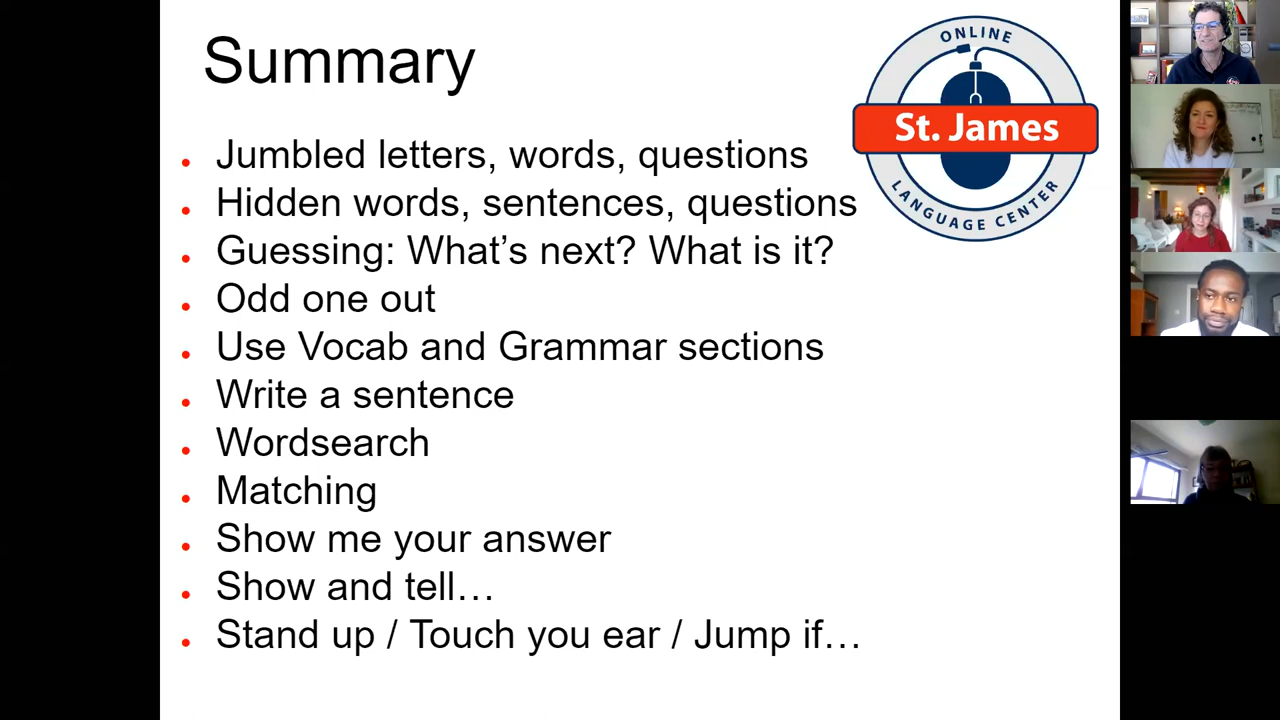 Summary
ONLINE
St. James
LANGUAGE CENTER
Jumbled letters, words, questions
Hidden words, sentences, questions
Guessing: What’s next? What is it?
Odd one out
Use Vocab and Grammar sections
Write a sentence
Wordsearch
Matching
Show me your answer
Show and tell…
Stand up / Touch you ear / Jump if…